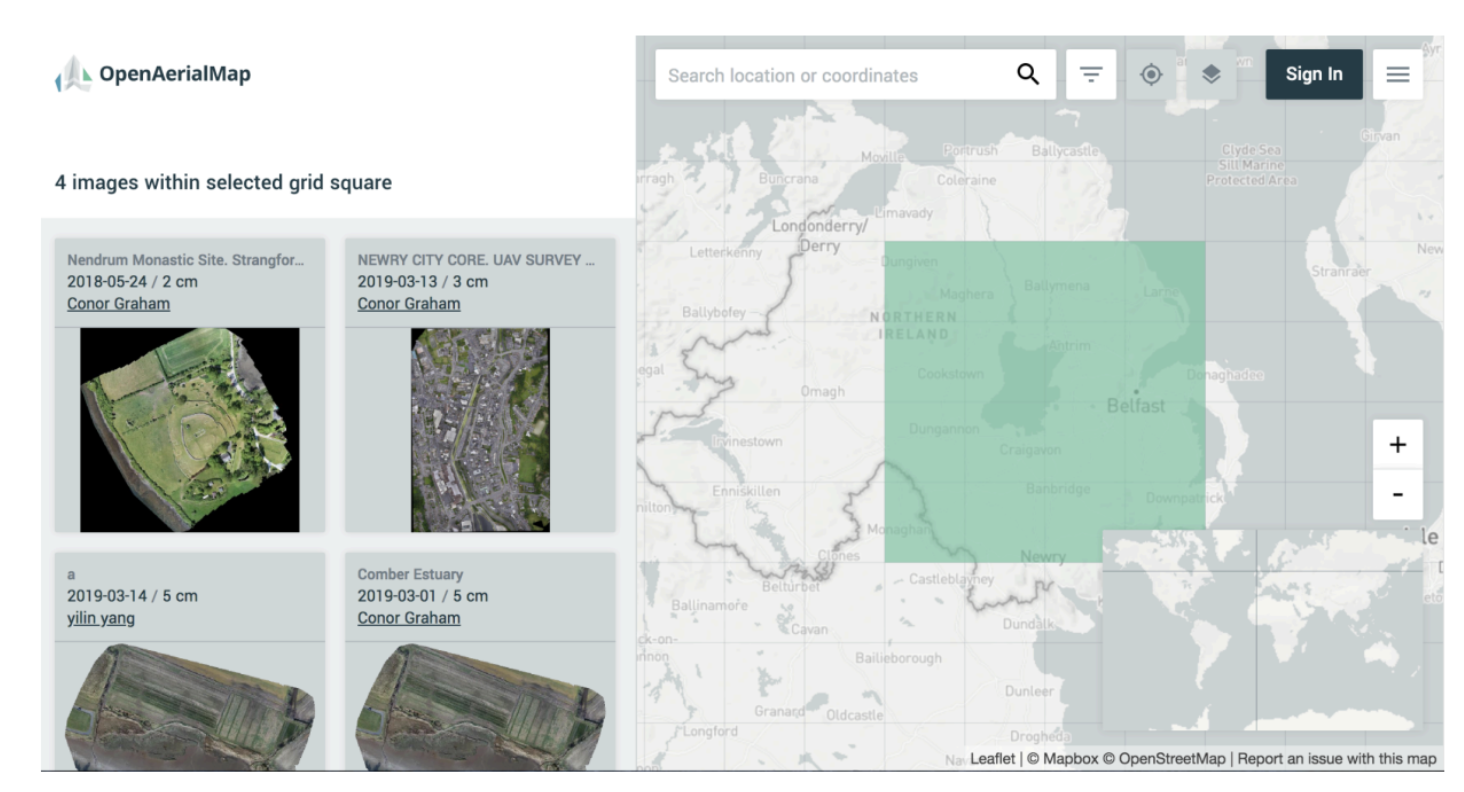 OpenAerialMap
Search location or coordinates
Sign In
4 images within selected grid square
Nendrum Monastic Site. Strangfor...
2018-05-24 / 2 cm
Conor Graham
NEWRY CITY CORE. UAV SURVEY ...
2019-03-13 / 3 cm
Conor Graham
a
2019-03-14 / 5 cm
yilin yang
Comber Estuary
2019-03-01 / 5 cm
Conor Graham
Ayr
Girvan
Clyde Sea
Sill Marine
Protected Area
Moville
Portrush
Ballycastle
Buncrana
Coleraine
Limavady
Londonderry/
Derry
Letterkenny
Dungiven
New
Stranraer
Maghera
Ballymena
Larne
Ballybofey
NORTHERN
IRELAND
Antrim
egal
Cookstown
Donaghadee
Omagh
Belfast
Dungannon
Irvinestown
Craigavon
+
Enniskillen
Banbridge
Downpatrick
-
Monaghan
le
Clones
Newry
Belturbet
Castleblayney
Ballinamore
Cavan
Dundalk
Bailieborough
Dunleer
Granard
Oldcastle
Longford
Drogheda
Leaflet | © Mapbox © OpenStreetMap | Report an issue with this map